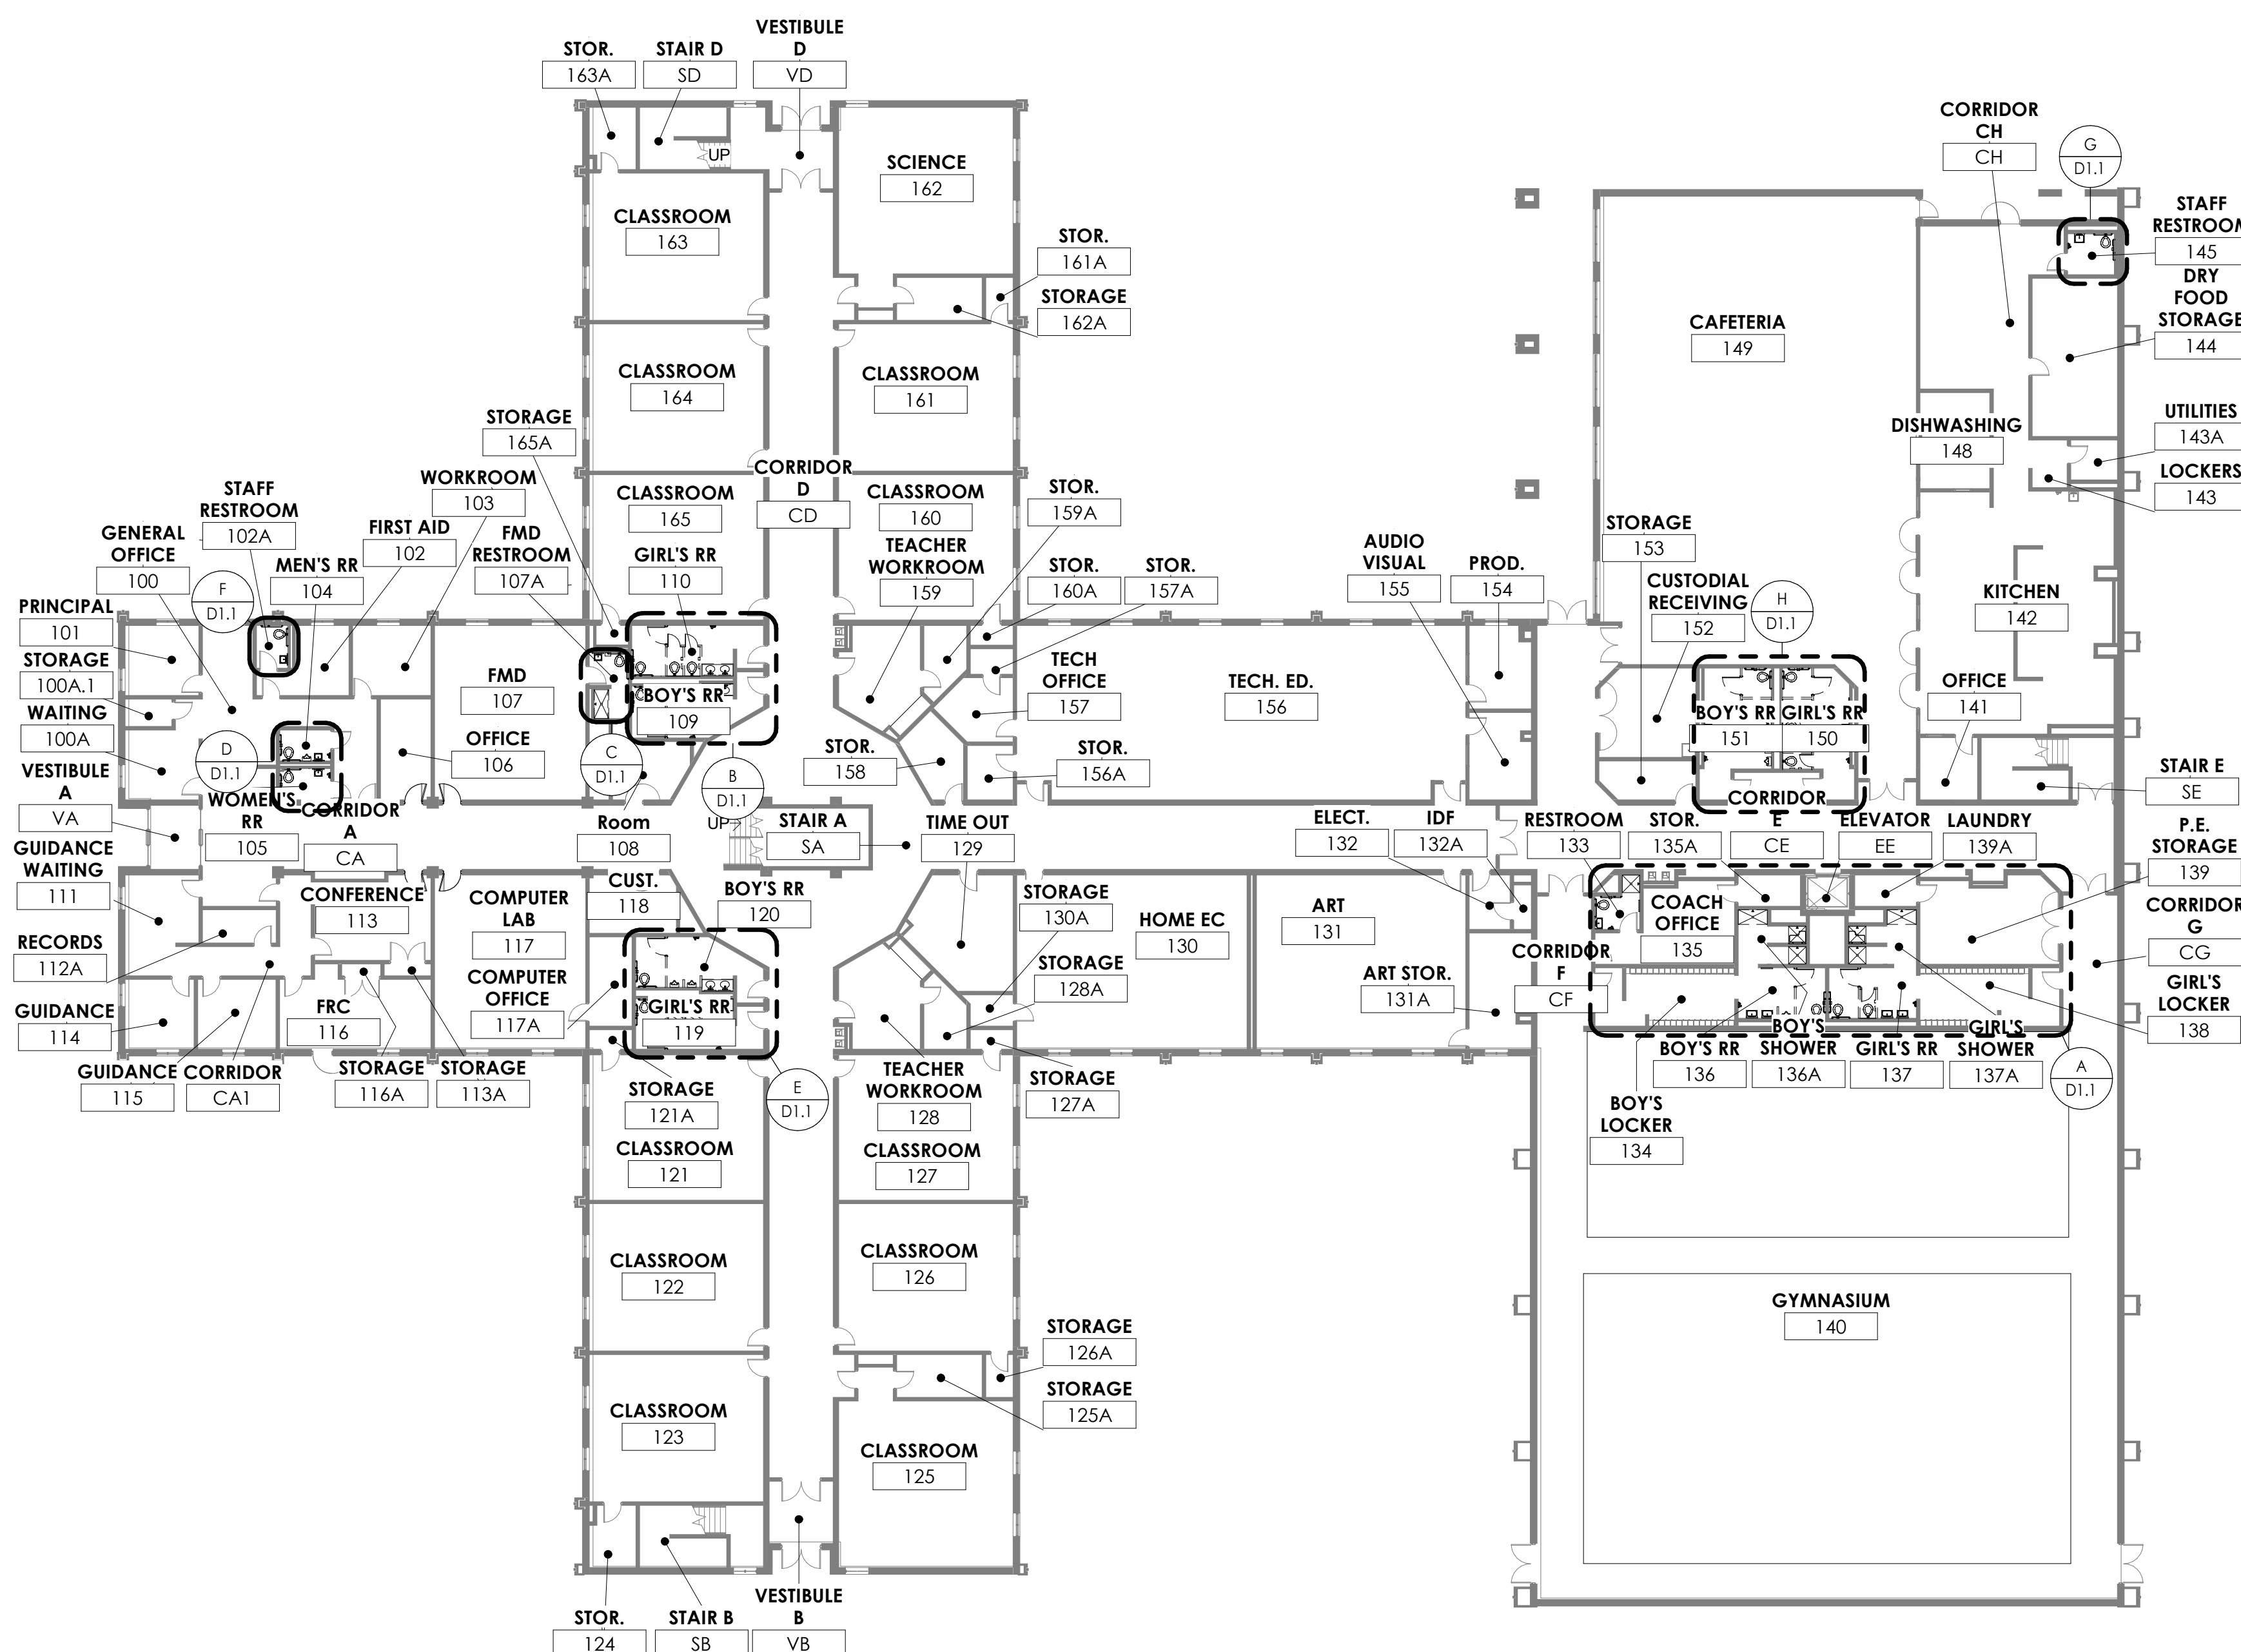 VESTIBULE
D
VD
STOR.
163A
STAIR D
SD
UP
CORRIDOR
CH
CH
G
D1.1
SCIENCE
162
CLASSROOM
163
STAFF
RESTROOM
145
STOR.
161A
DRY
FOOD
STORAGE
144
STORAGE
162A
CAFETERIA
149
CLASSROOM
164
CLASSROOM
161
STORAGE
165A
DISHWASHING
148
UTILITIES
143A
LOCKERS
143
CORRIDOR
D
CD
WORKROOM
103
STAFF
RESTROOM
102A
CLASSROOM
165
CLASSROOM
160
STOR.
159A
FIRST AID
102
GENERAL
OFFICE
100
FMD
RESTROOM
107A
STORAGE
153
TEACHER
WORKROOM
159
AUDIO
VISUAL
155
PROD.
154
MEN'S RR
104
GIRL'S RR
110
STOR.
160A
STOR.
157A
CUSTODIAL
RECEIVING
152
F
D1.1
H
D1.1
KITCHEN
142
PRINCIPAL
101
STORAGE
100A.1
WAITING
100A
FMD
107
BOY'S RR
109
TECH
OFFICE
157
TECH. ED.
156
OFFICE
141
BOY'S RR
151
GIRL'S RR
150
OFFICE
106
D
D1.1
C
D1.1
B
D1.1
STOR.
158
STOR.
156A
VESTIBULE
A
VA
STAIR E
SE
WOMEN'S
RR
105
CORRIDOR
A
CA
UP
STAIR A
SA
Room
108
TIME OUT
129
ELECT.
132
IDF
132A
RESTROOM
133
STOR.
135A
CORRIDOR
E
CE
ELEVATOR
EE
LAUNDRY
139A
P.E.
STORAGE
139
GUIDANCE
WAITING
111
CONFERENCE
113
COMPUTER
LAB
117
CUST.
118
BOY'S RR
120
STORAGE
130A
HOME EC
130
ART
131
COACH
OFFICE
135
CORRIDOR
G
CG
RECORDS
112A
STORAGE
128A
CORRIDOR
F
CF
ART STOR.
131A
COMPUTER
OFFICE
117A
GIRL'S RR
119
GUIDANCE
114
FRC
116
GIRL'S
LOCKER
138
GUIDANCE
115
CORRIDOR
CA1
STORAGE
116A
STORAGE
113A
STORAGE
121A
E
D1.1
TEACHER
WORKROOM
128
STORAGE
127A
BOY'S RR
136
BOY'S
SHOWER
136A
GIRL'S RR
137
GIRL'S
SHOWER
137A
A
D1.1
BOY'S
LOCKER
134
CLASSROOM
121
CLASSROOM
127
CLASSROOM
122
CLASSROOM
126
GYMNASIUM
140
STORAGE
126A
STORAGE
125A
CLASSROOM
123
CLASSROOM
125
VESTIBULE
B
VB
STOR.
124
STAIR B
SB